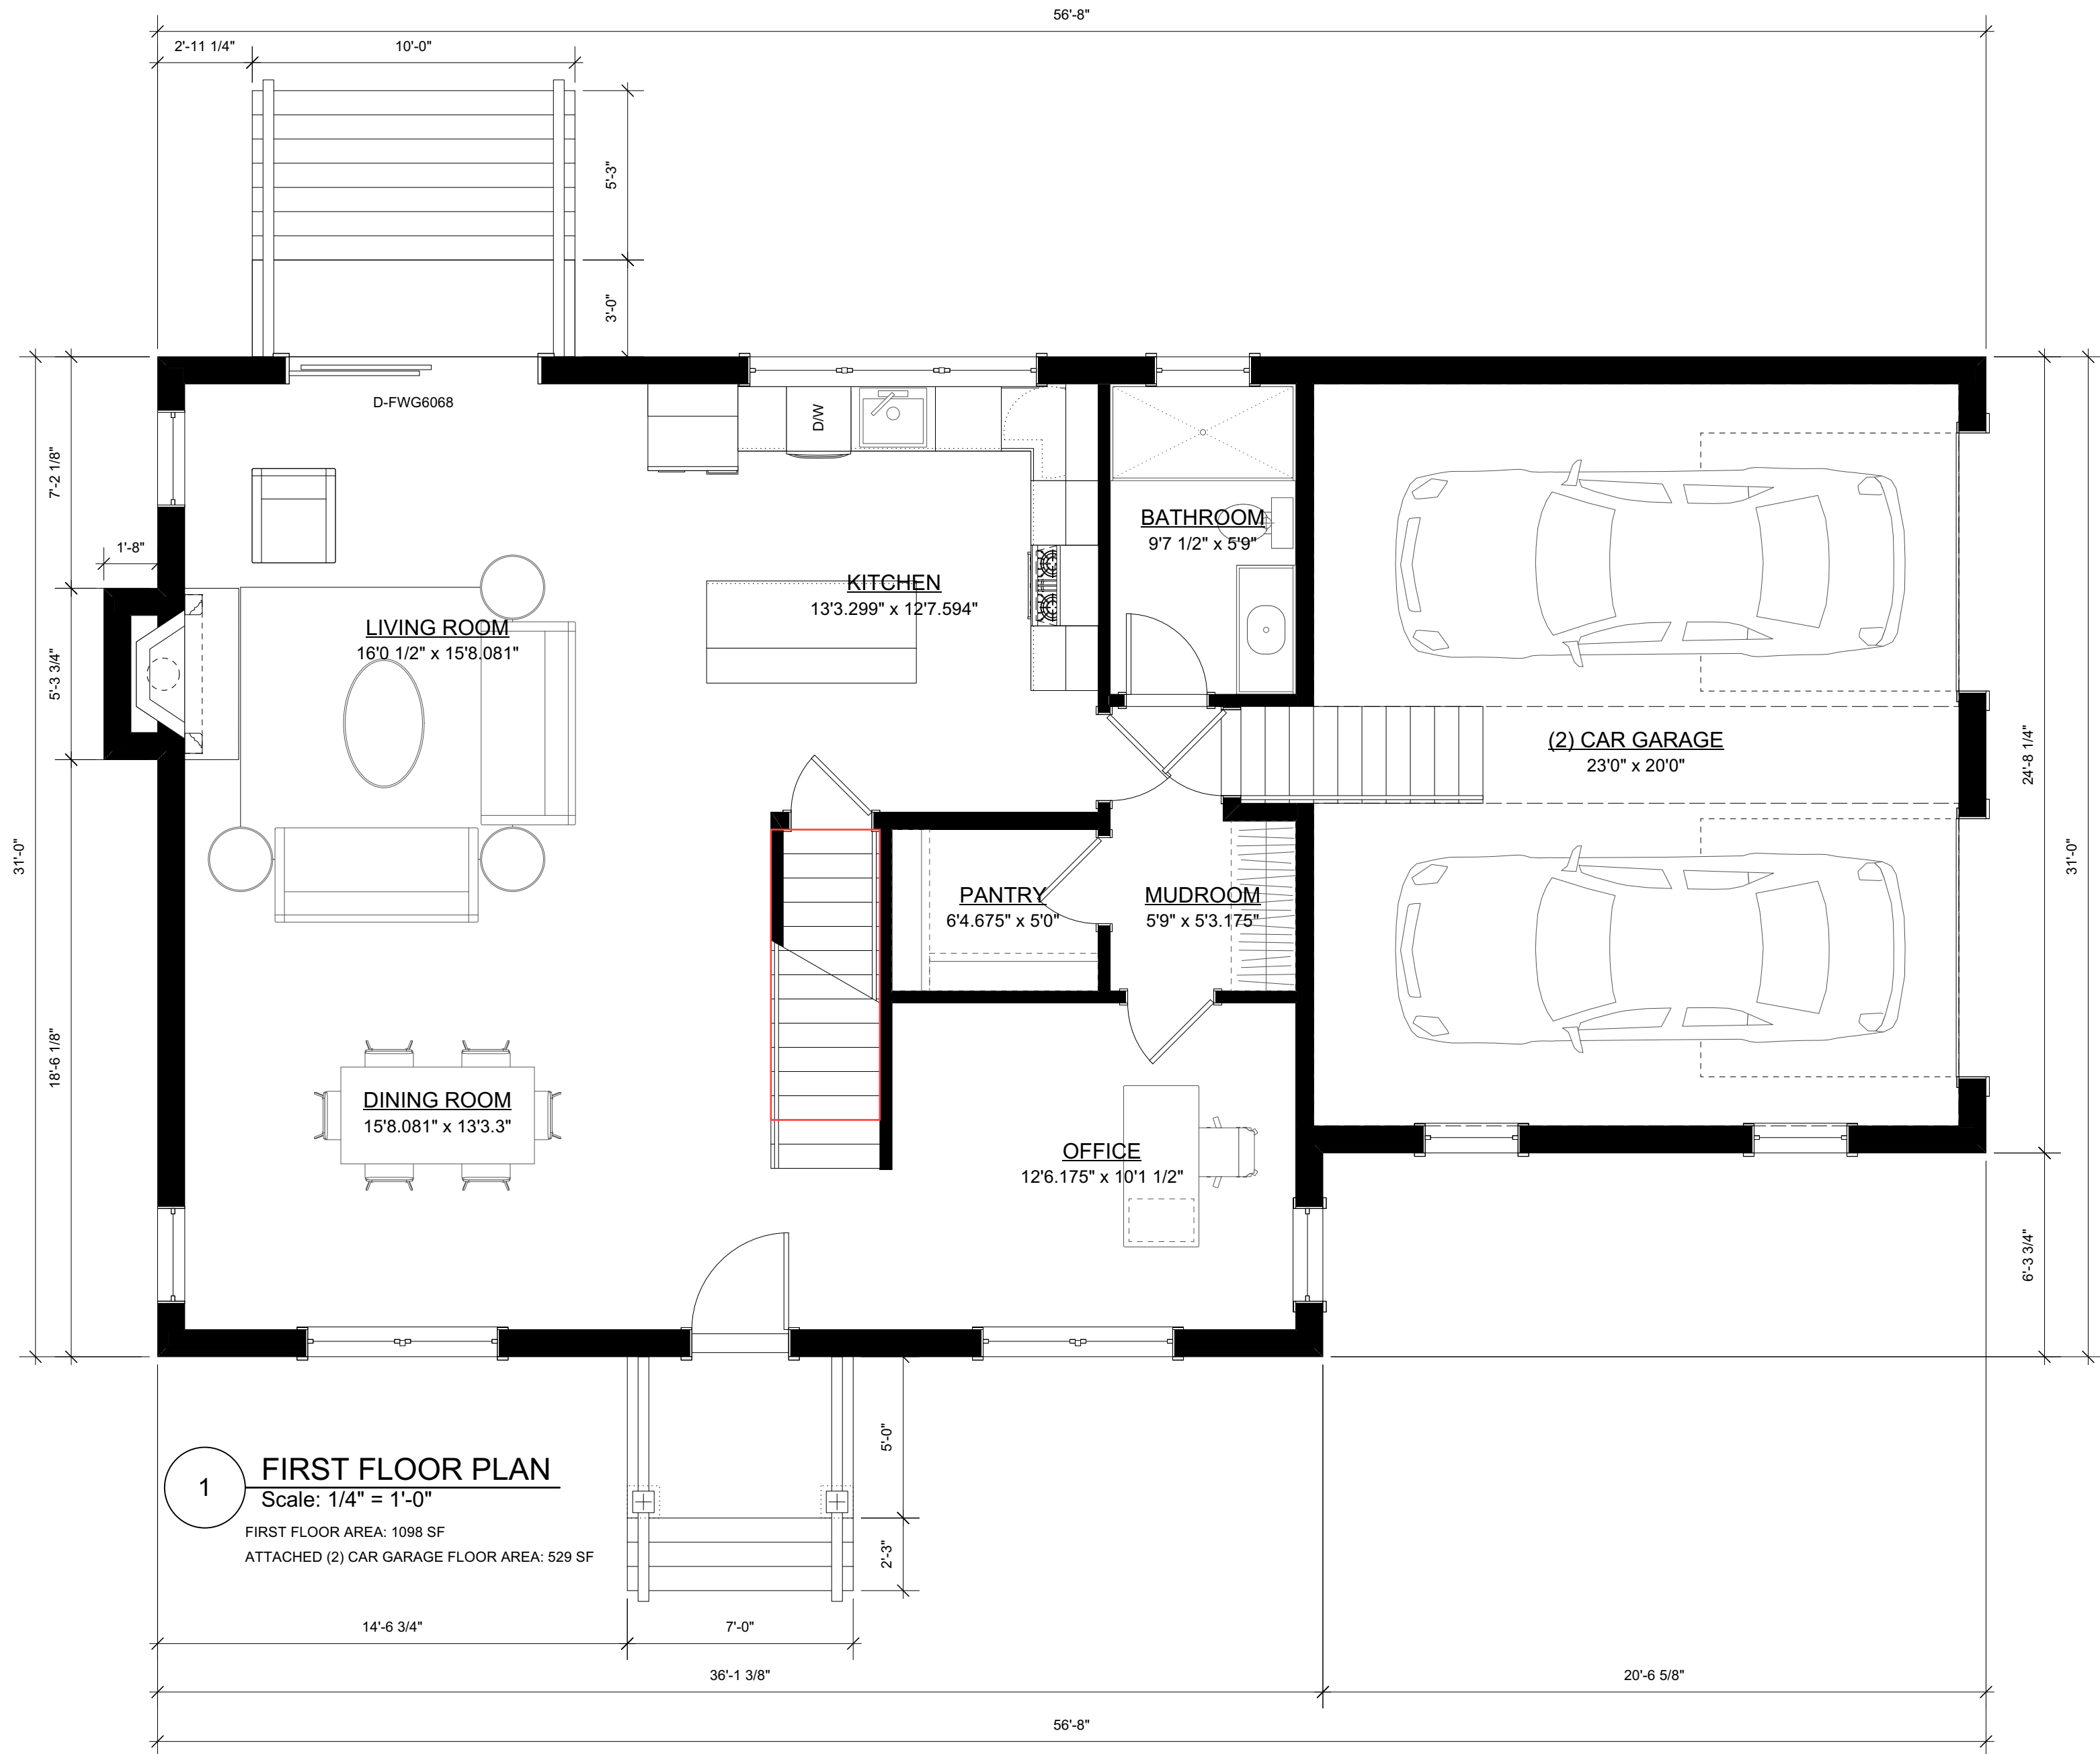 56'-8"
2'-11 1/4"
10'-0"
5'-3"
3'-0"
D-FWG6068
D/W
7'-2 1/8"
1'-8"
BATHROOM
9'7 1/2" x 5'9"
KITCHEN
13'3.299" x 12'7.594"
LIVING ROOM
16'0 1/2" x 15'8.081"
5'-3 3/4"
(2) CAR GARAGE
23'0" x 20'0"
24'-8 1/4"
31'-0"
31'-0"
PANTRY
6'4.675" x 5'0"
MUDROOM
5'9" x 5'3.175"
18'-6 1/8"
DINING ROOM
15'8.081" x 13'3.3"
OFFICE
12'6.175" x 10'1 1/2"
6'-3 3/4"
5'-0"
1
FIRST FLOOR PLAN
Scale: 1/4" = 1'-0"
FIRST FLOOR AREA: 1098 SF
ATTACHED (2) CAR GARAGE FLOOR AREA: 529 SF
2'-3"
14'-6 3/4"
7'-0"
36'-1 3/8"
20'-6 5/8"
56'-8"